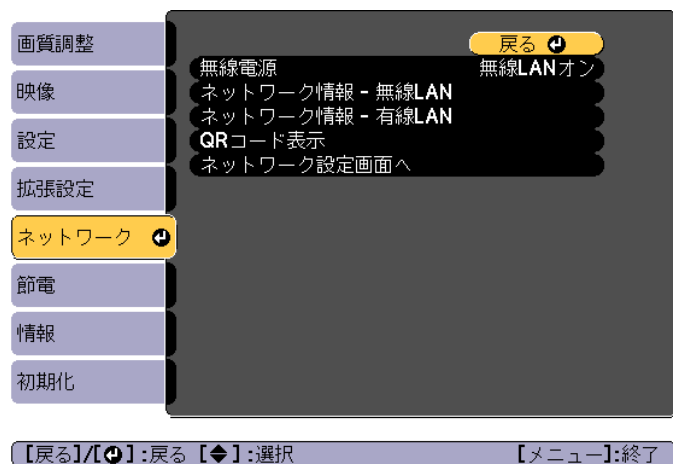 画質調整
映像
設定
拡張設定
ネットワーク
節電
情報
初期化
戻る
無線電源 無線LANオン
ネットワーク情報 - 無線LAN
ネットワーク情報 - 有線LAN
QRコード表示
ネットワーク設定画面へ
【戻る】/【】:戻る 【】:選択 【メニュー】:終了